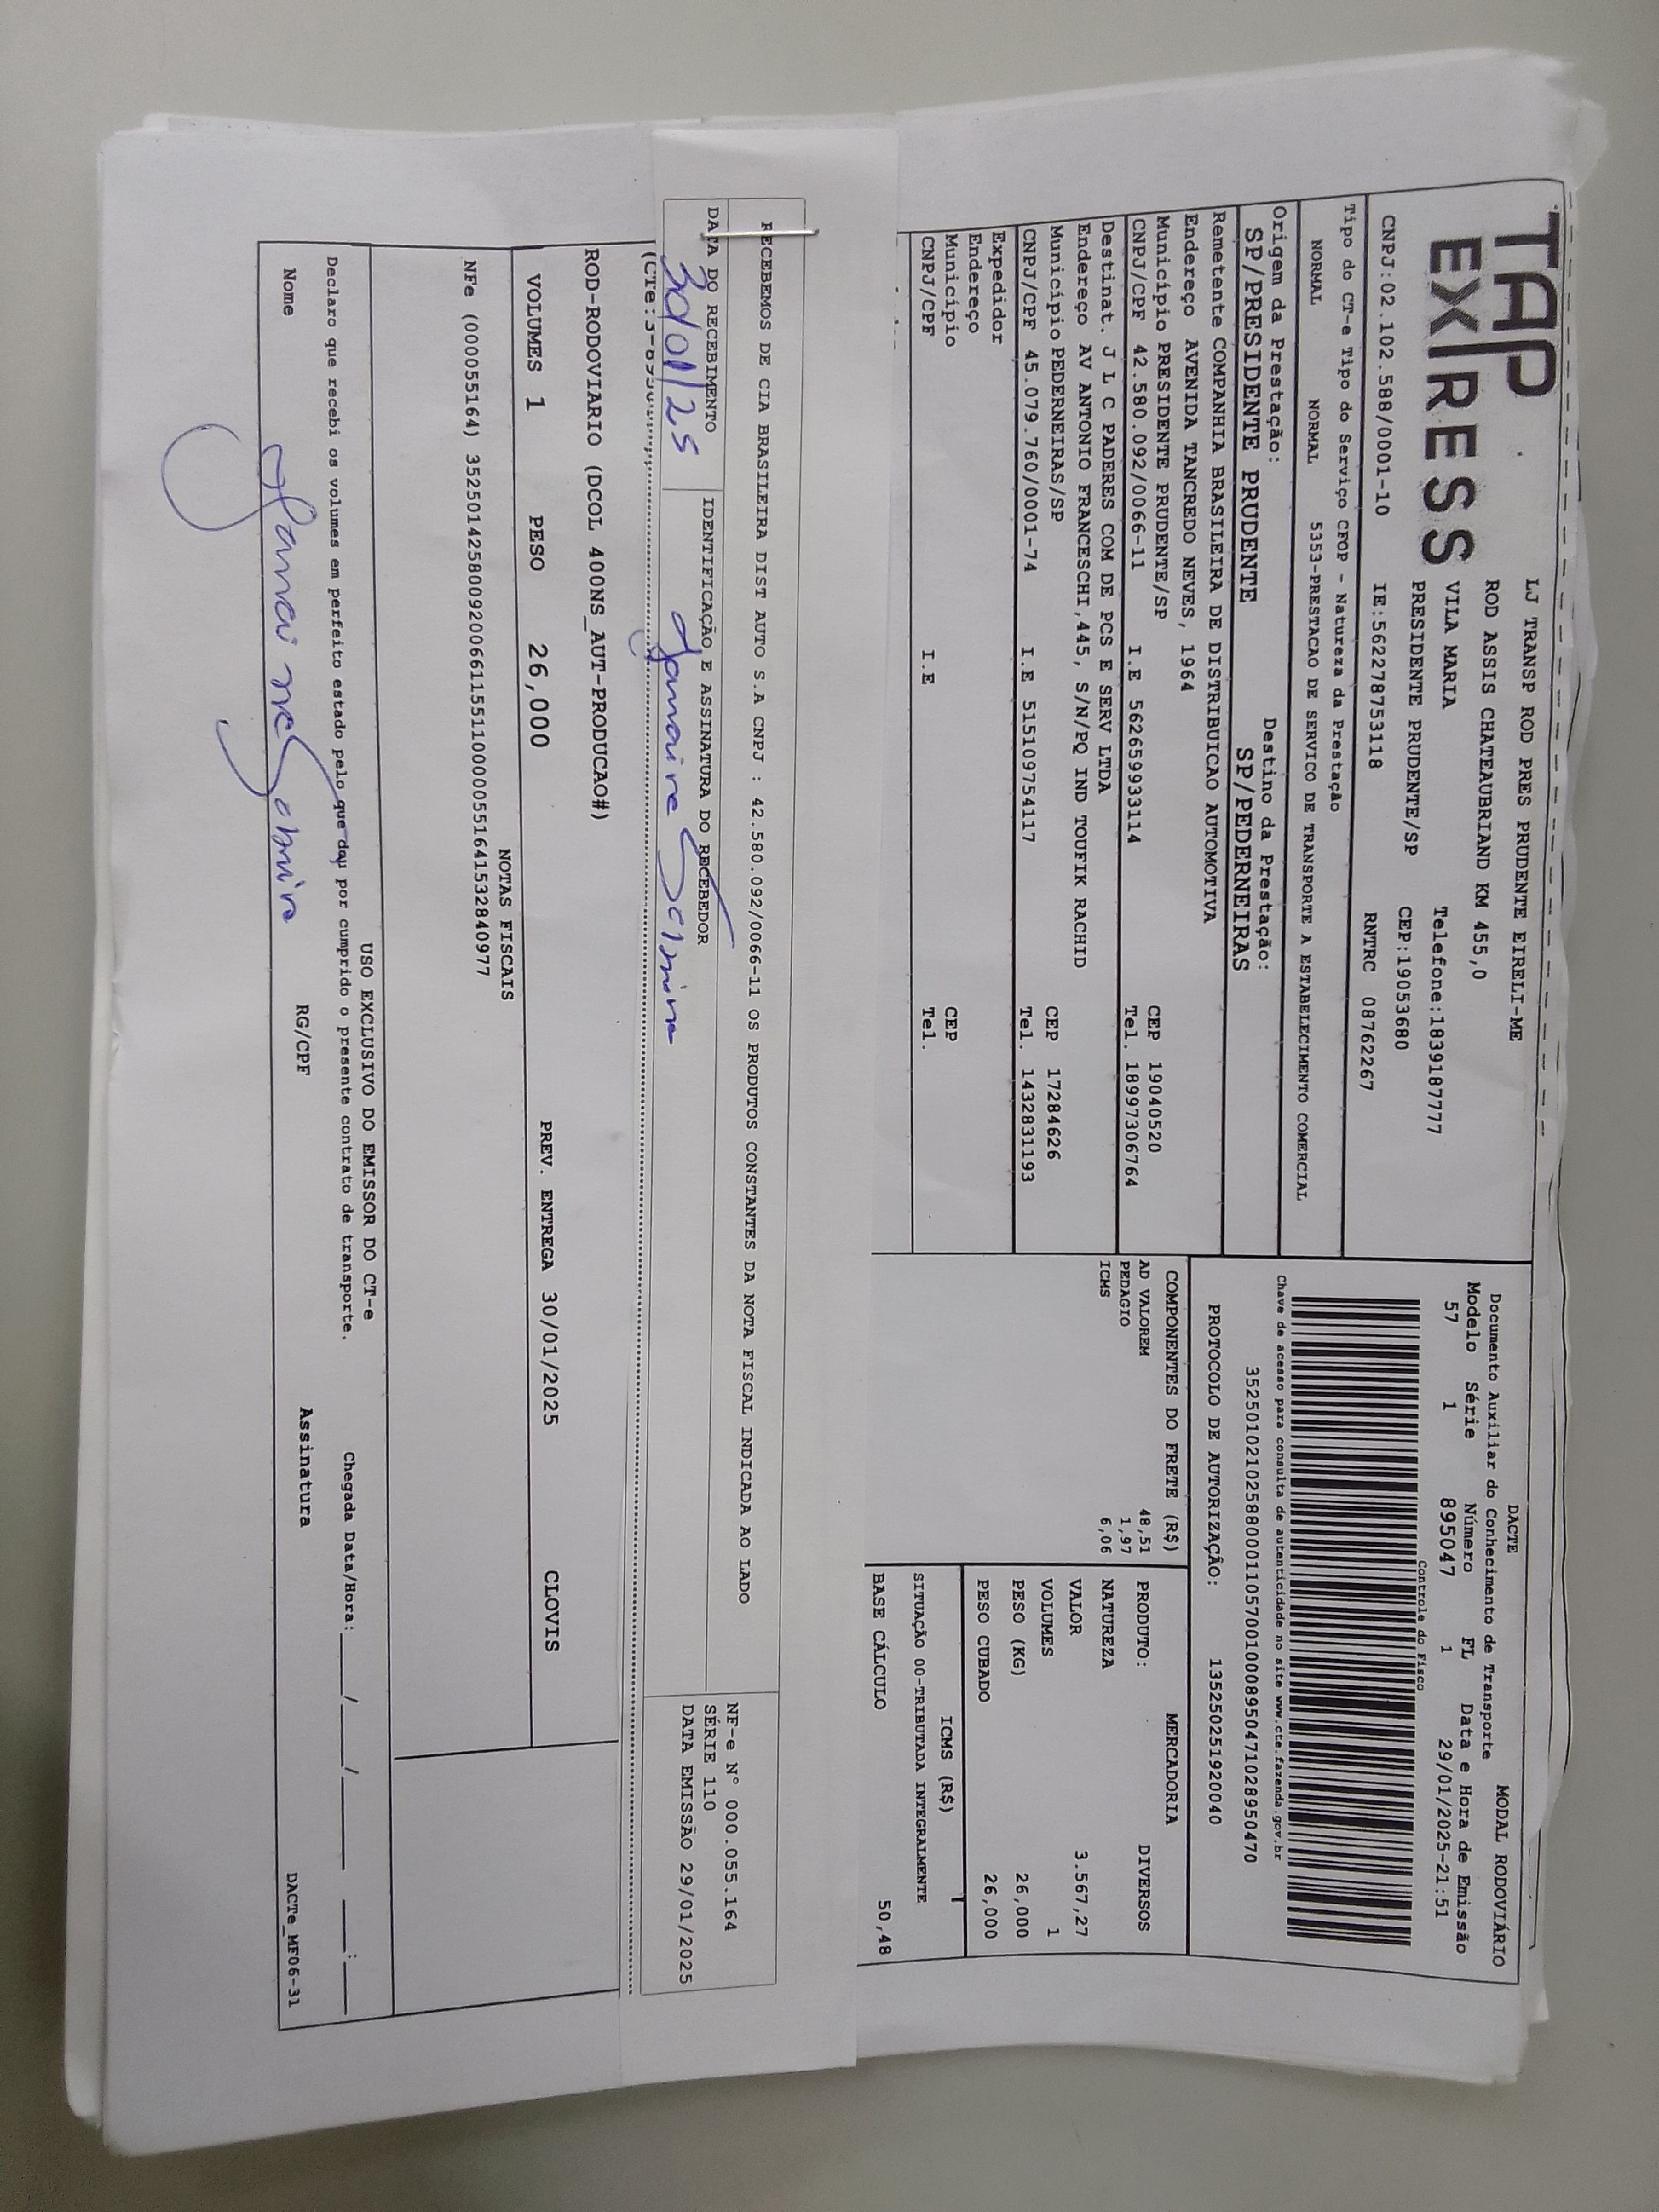 TAP EXPRESS
LJ TRANSP ROD PRES PRUDENTE EIRELI-ME
ROD ASSIS CHATEAUBRIAND KM 455,0
VILA MARIA Telefone:1839187777
PRESIDENTE PRUDENTE/SP CEP:19053680
CNPJ:02.102.588/0001-10 IE:562278753118 RNTRC 08762267
Tipo do CT-e Tipo do Serviço CFOP - Natureza da Prestação
NORMAL NORMAL 5353-PRESTACAO DE SERVICO DE TRANSPORTE A ESTABELECIMENTO COMERCIAL
Origem da Prestação: Destino da Prestação:
SP/PRESIDENTE PRUDENTE SP/PEDERNEIRAS
Remetente COMPANHIA BRASILEIRA DE DISTRIBUICAO AUTOMOTIVA
Endereço AVENIDA TANCREDO NEVES, 1964
Município PRESIDENTE PRUDENTE/SP CEP 19040520
CNPJ/CPF 42.580.092/0066-11 I.E 562659933114 Tel. 18997306764
Destinat. J L C PADERES COM DE PCS E SERV LTDA
Endereço AV ANTONIO FRANCESCHI,445, S/N/PQ IND TOUFIK RACHID
Município PEDERNEIRAS/SP CEP 17284626
CNPJ/CPF 45.079.760/0001-74 I.E 515109754117 Tel. 1432831193
Expedidor
Endereço
Município CEP
CNPJ/CPF I.E Tel.
DACTE MODAL RODOVIÁRIO
Documento Auxiliar do Conhecimento de Transporte
Modelo Série Número FL Data e Hora de Emissão
57 1 895047 1 29/01/2025-21:51
Controle do Fisco
Chave de acesso para consulta de autenticidade no site www.cte.fazenda.gov.br
35250102102588000110570010008950471028950470
PROTOCOLO DE AUTORIZAÇÃO: 135250251920040
COMPONENTES DO FRETE (R$)
AD VALOREM 48,51
PEDAGIO 1,97
ICMS 6,06
MERCADORIA
PRODUTO: DIVERSOS
NATUREZA
VALOR 3.567,27
VOLUMES 1
PESO (KG) 26,000
PESO CUBADO 26,000
ICMS (R$)
SITUAÇÃO 00-TRIBUTADA INTEGRALMENTE
BASE CÁLCULO 50,48
RECEBEMOS DE CIA BRASILEIRA DIST AUTO S.A CNPJ : 42.580.092/0066-11 OS PRODUTOS CONSTANTES DA NOTA FISCAL INDICADA AO LADO
DATA DO RECEBIMENTO IDENTIFICAÇÃO E ASSINATURA DO RECEBEDOR
30/01/25
NF-e Nº 000.055.164
SÉRIE 110
DATA EMISSÃO 29/01/2025
ROD-RODOVIARIO (DCOL 400NS_AUT-PRODUCAO#)
VOLUMES 1 PESO 26,000 PREV. ENTREGA 30/01/2025 CLOVIS
NOTAS FISCAIS
NFe (000055164) 35250142580092006611551100000551641532840977
USO EXCLUSIVO DO EMISSOR DO CT-e
Declaro que recebi os volumes em perfeito estado pelo que dou por cumprido o presente contrato de transporte. Chegada Data/Hora:____/____/______ ___:___
Nome RG/CPF Assinatura DACTe_MF06-31